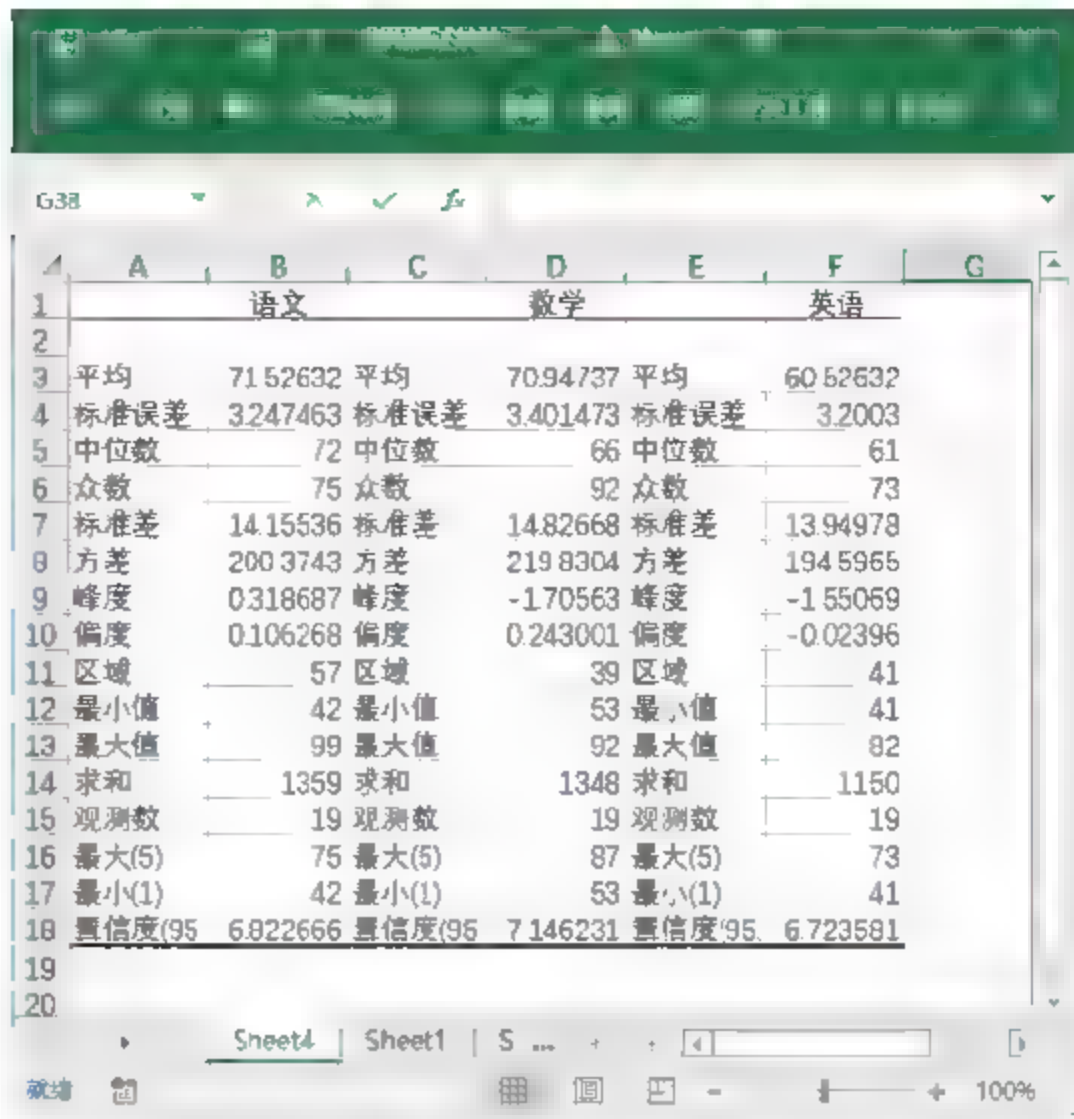 G38 fx
A B C D E F G
1 语文 数学 英语
2
3 平均 71.52632 平均 70.94737 平均 60.52632
4 标准误差 3.247463 标准误差 3.401473 标准误差 3.2003
5 中位数 72 中位数 66 中位数 61
6 众数 75 众数 92 众数 73
7 标准差 14.15536 标准差 14.82668 标准差 13.94978
8 方差 200.3743 方差 219.8304 方差 194.5965
9 峰度 0.318687 峰度 -1.70563 峰度 -1.55069
10 偏度 0.106268 偏度 0.243001 偏度 -0.02396
11 区域 57 区域 39 区域 41
12 最小值 42 最小值 53 最小值 41
13 最大值 99 最大值 92 最大值 82
14 求和 1359 求和 1348 求和 1150
15 观测数 19 观测数 19 观测数 19
16 最大(5) 75 最大(5) 87 最大(5) 73
17 最小(1) 42 最小(1) 53 最小(1) 41
18 置信度(95 6.822666 置信度(95 7.146231 置信度(95. 6.723581
19
20
Sheet4 Sheet1 S ...
就绪 100%